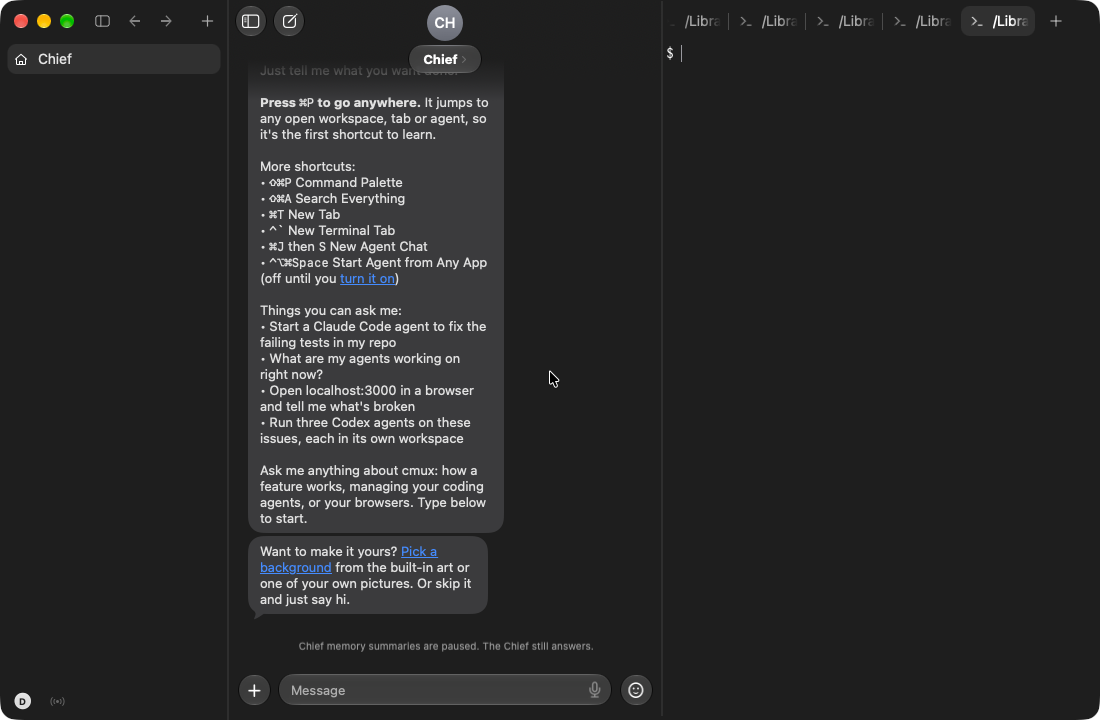 Chief
CH
Chief
Just tell me what you want done.
Press ⌘P to go anywhere. It jumps to
any open workspace, tab or agent, so
it's the first shortcut to learn.
More shortcuts:
• ⇧⌘P Command Palette
• ⇧⌘A Search Everything
• ⌘T New Tab
• ^` New Terminal Tab
• ⌘J then S New Agent Chat
• ^⌥⌘Space Start Agent from Any App
(off until you turn it on)
Things you can ask me:
• Start a Claude Code agent to fix the
failing tests in my repo
• What are my agents working on
right now?
• Open localhost:3000 in a browser
and tell me what's broken
• Run three Codex agents on these
issues, each in its own workspace
Ask me anything about cmux: how a
feature works, managing your coding
agents, or your browsers. Type below
to start.
Want to make it yours? Pick a
background from the built-in art or
one of your own pictures. Or skip it
and just say hi.
Chief memory summaries are paused. The Chief still answers.
Message
D
/Libra
/Libra
/Libra
/Libra
/Libra
$